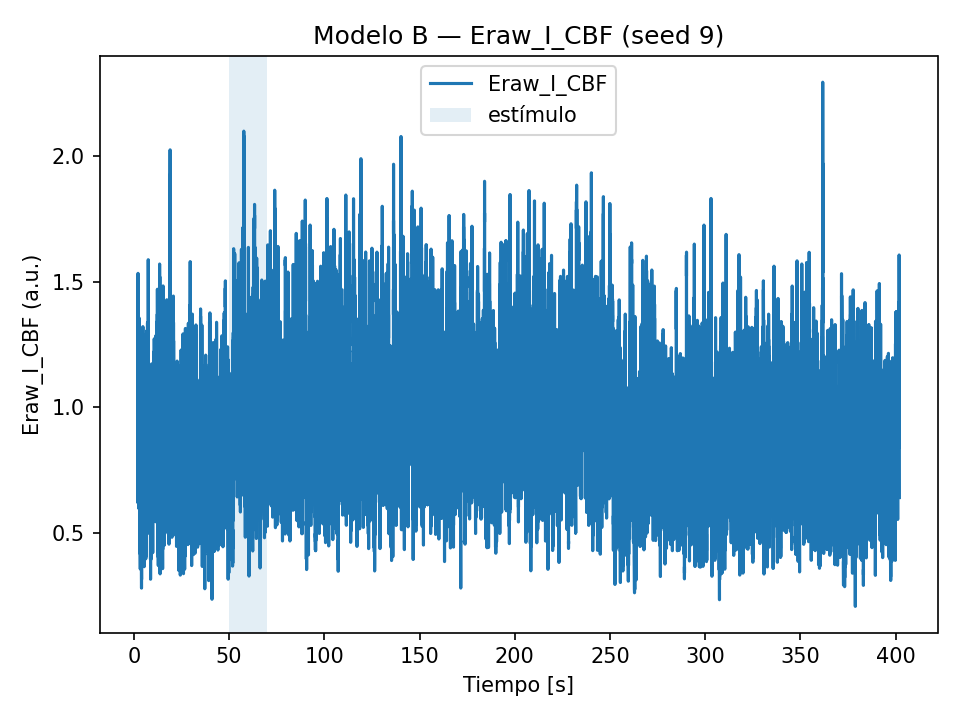 Modelo B — Eraw_I_CBF (seed 9)
Eraw_I_CBF
estímulo
Eraw_I_CBF (a.u.)
2.0
1.5
1.0
0.5
0 50 100 150 200 250 300 350 400
Tiempo [s]